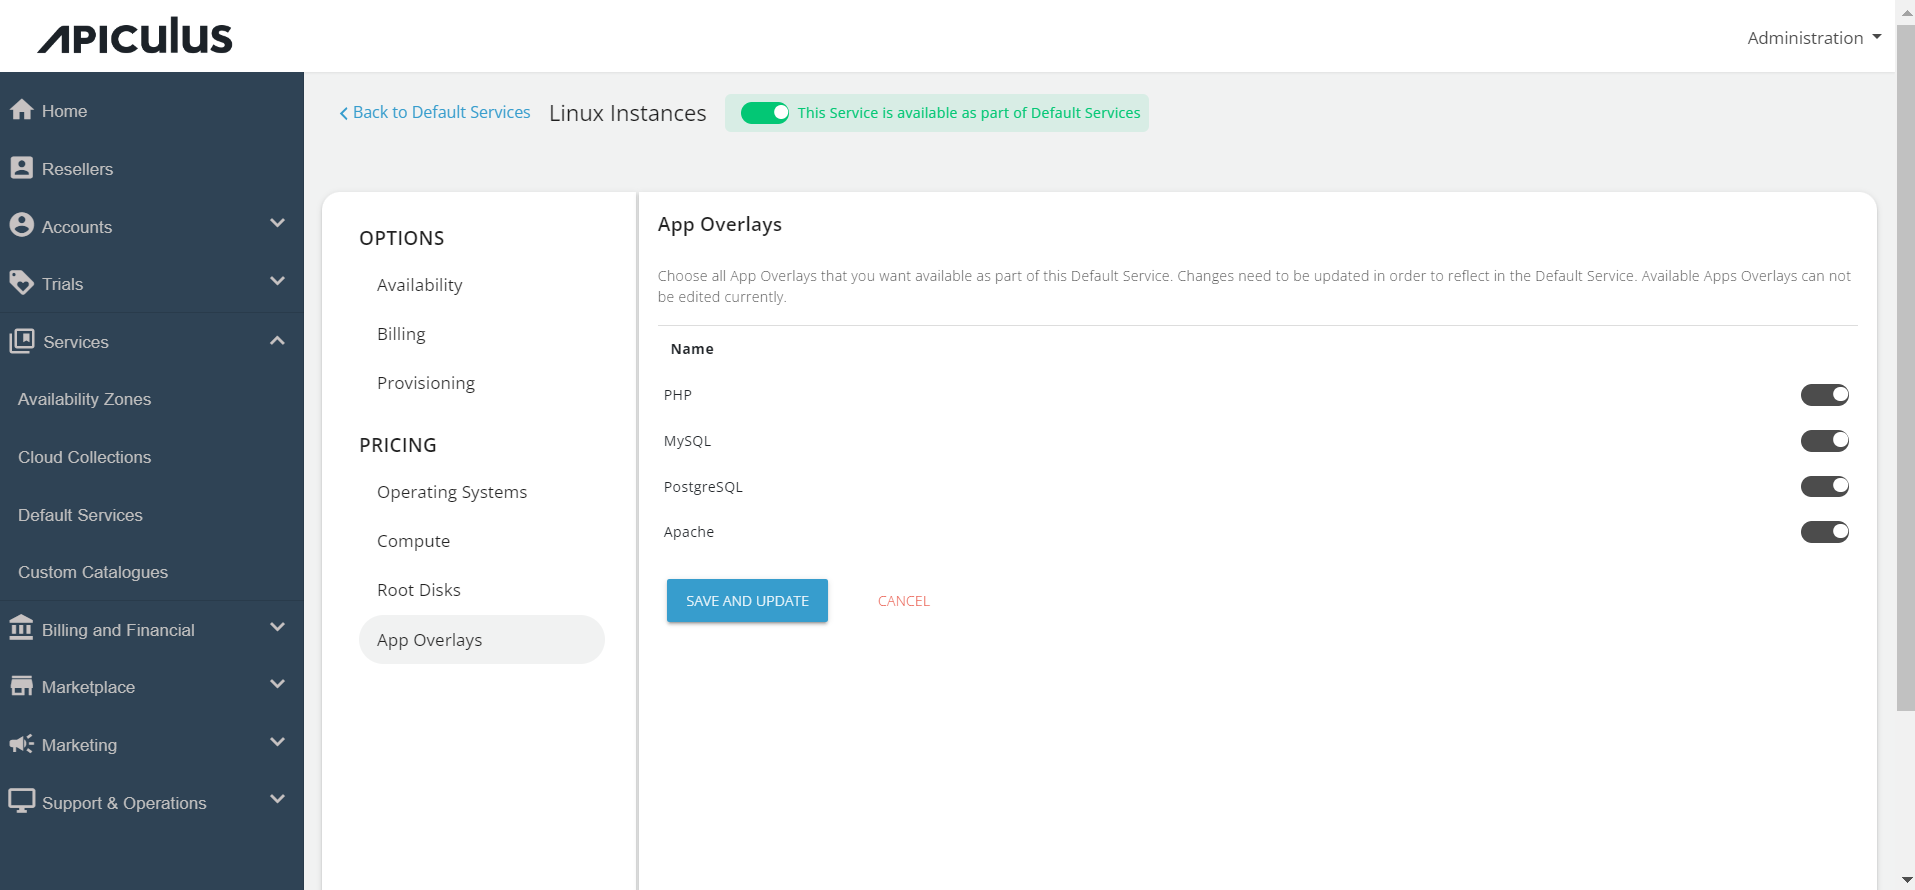 APICULUS
Administration
Home
Resellers
Accounts
Trials
Services
Availability Zones
Cloud Collections
Default Services
Custom Catalogues
Billing and Financial
Marketplace
Marketing
Support & Operations
Back to Default Services
Linux Instances
This Service is available as part of Default Services
OPTIONS
Availability
Billing
Provisioning
PRICING
Operating Systems
Compute
Root Disks
App Overlays
App Overlays
Choose all App Overlays that you want available as part of this Default Service. Changes need to be updated in order to reflect in the Default Service. Available Apps Overlays can not
be edited currently.
Name
PHP
MySQL
PostgreSQL
Apache
SAVE AND UPDATE
CANCEL